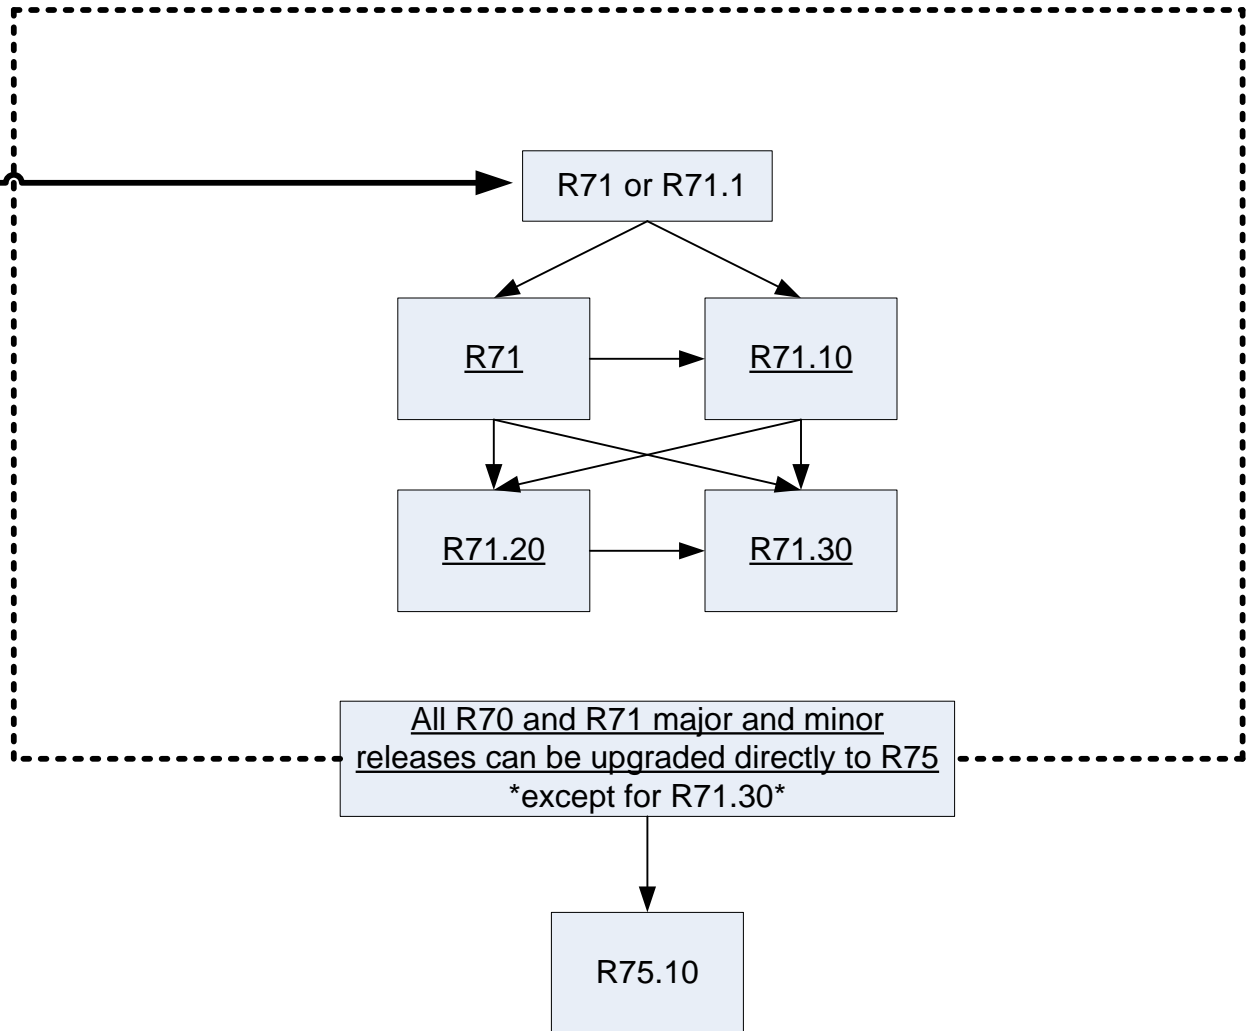 R71 or R71.1
R71
R71.10
R71.20
R71.30
All R70 and R71 major and minor
releases can be upgraded directly to R75
*except for R71.30*
R75.10